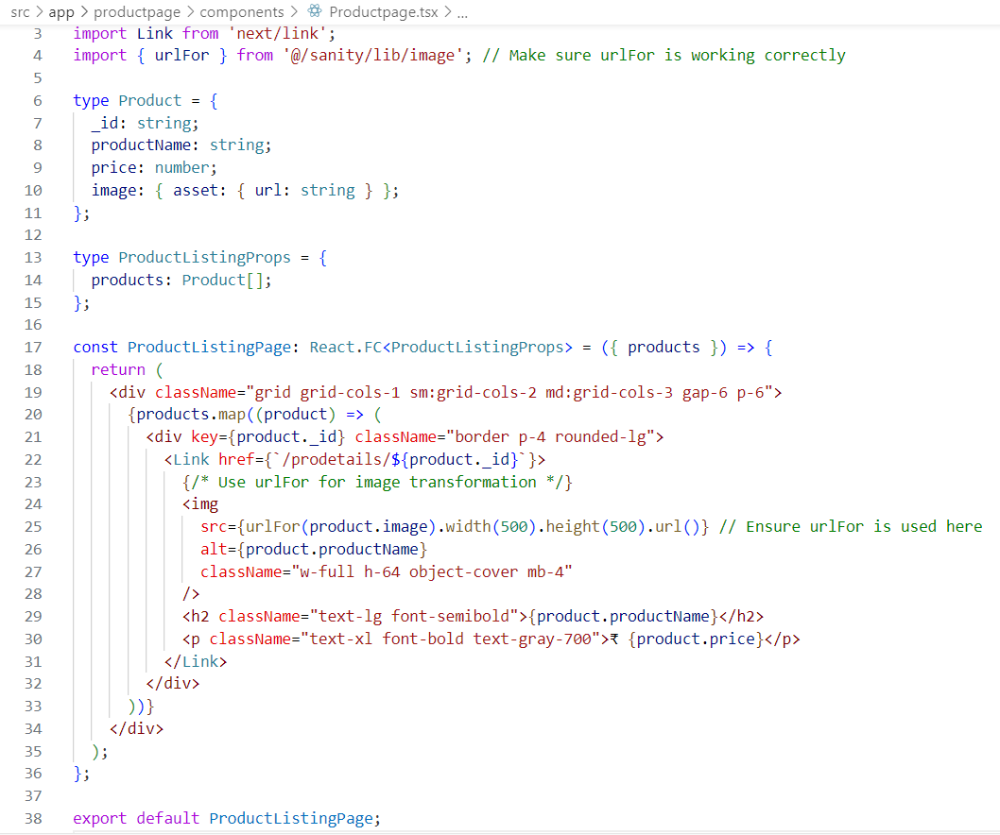 src > app > productpage > components > Productpage.tsx > ...
3 import Link from 'next/link';
4 import { urlFor } from '@/sanity/lib/image'; // Make sure urlFor is working correctly
5
6 type Product = {
7   _id: string;
8   productName: string;
9   price: number;
10   image: { asset: { url: string } };
11 };
12
13 type ProductListingProps = {
14   products: Product[];
15 };
16
17 const ProductListingPage: React.FC<ProductListingProps> = ({ products }) => {
18   return (
19     <div className="grid grid-cols-1 sm:grid-cols-2 md:grid-cols-3 gap-6 p-6">
20       {products.map((product) => (
21         <div key={product._id} className="border p-4 rounded-lg">
22           <Link href={`/prodetails/${product._id}`}>
23             {/* Use urlFor for image transformation */}
24             <img
25               src={urlFor(product.image).width(500).height(500).url()} // Ensure urlFor is used here
26               alt={product.productName}
27               className="w-full h-64 object-cover mb-4"
28             />
29             <h2 className="text-lg font-semibold">{product.productName}</h2>
30             <p className="text-xl font-bold text-gray-700">₹ {product.price}</p>
31           </Link>
32         </div>
33       ))}
34     </div>
35   );
36 };
37
38 export default ProductListingPage;